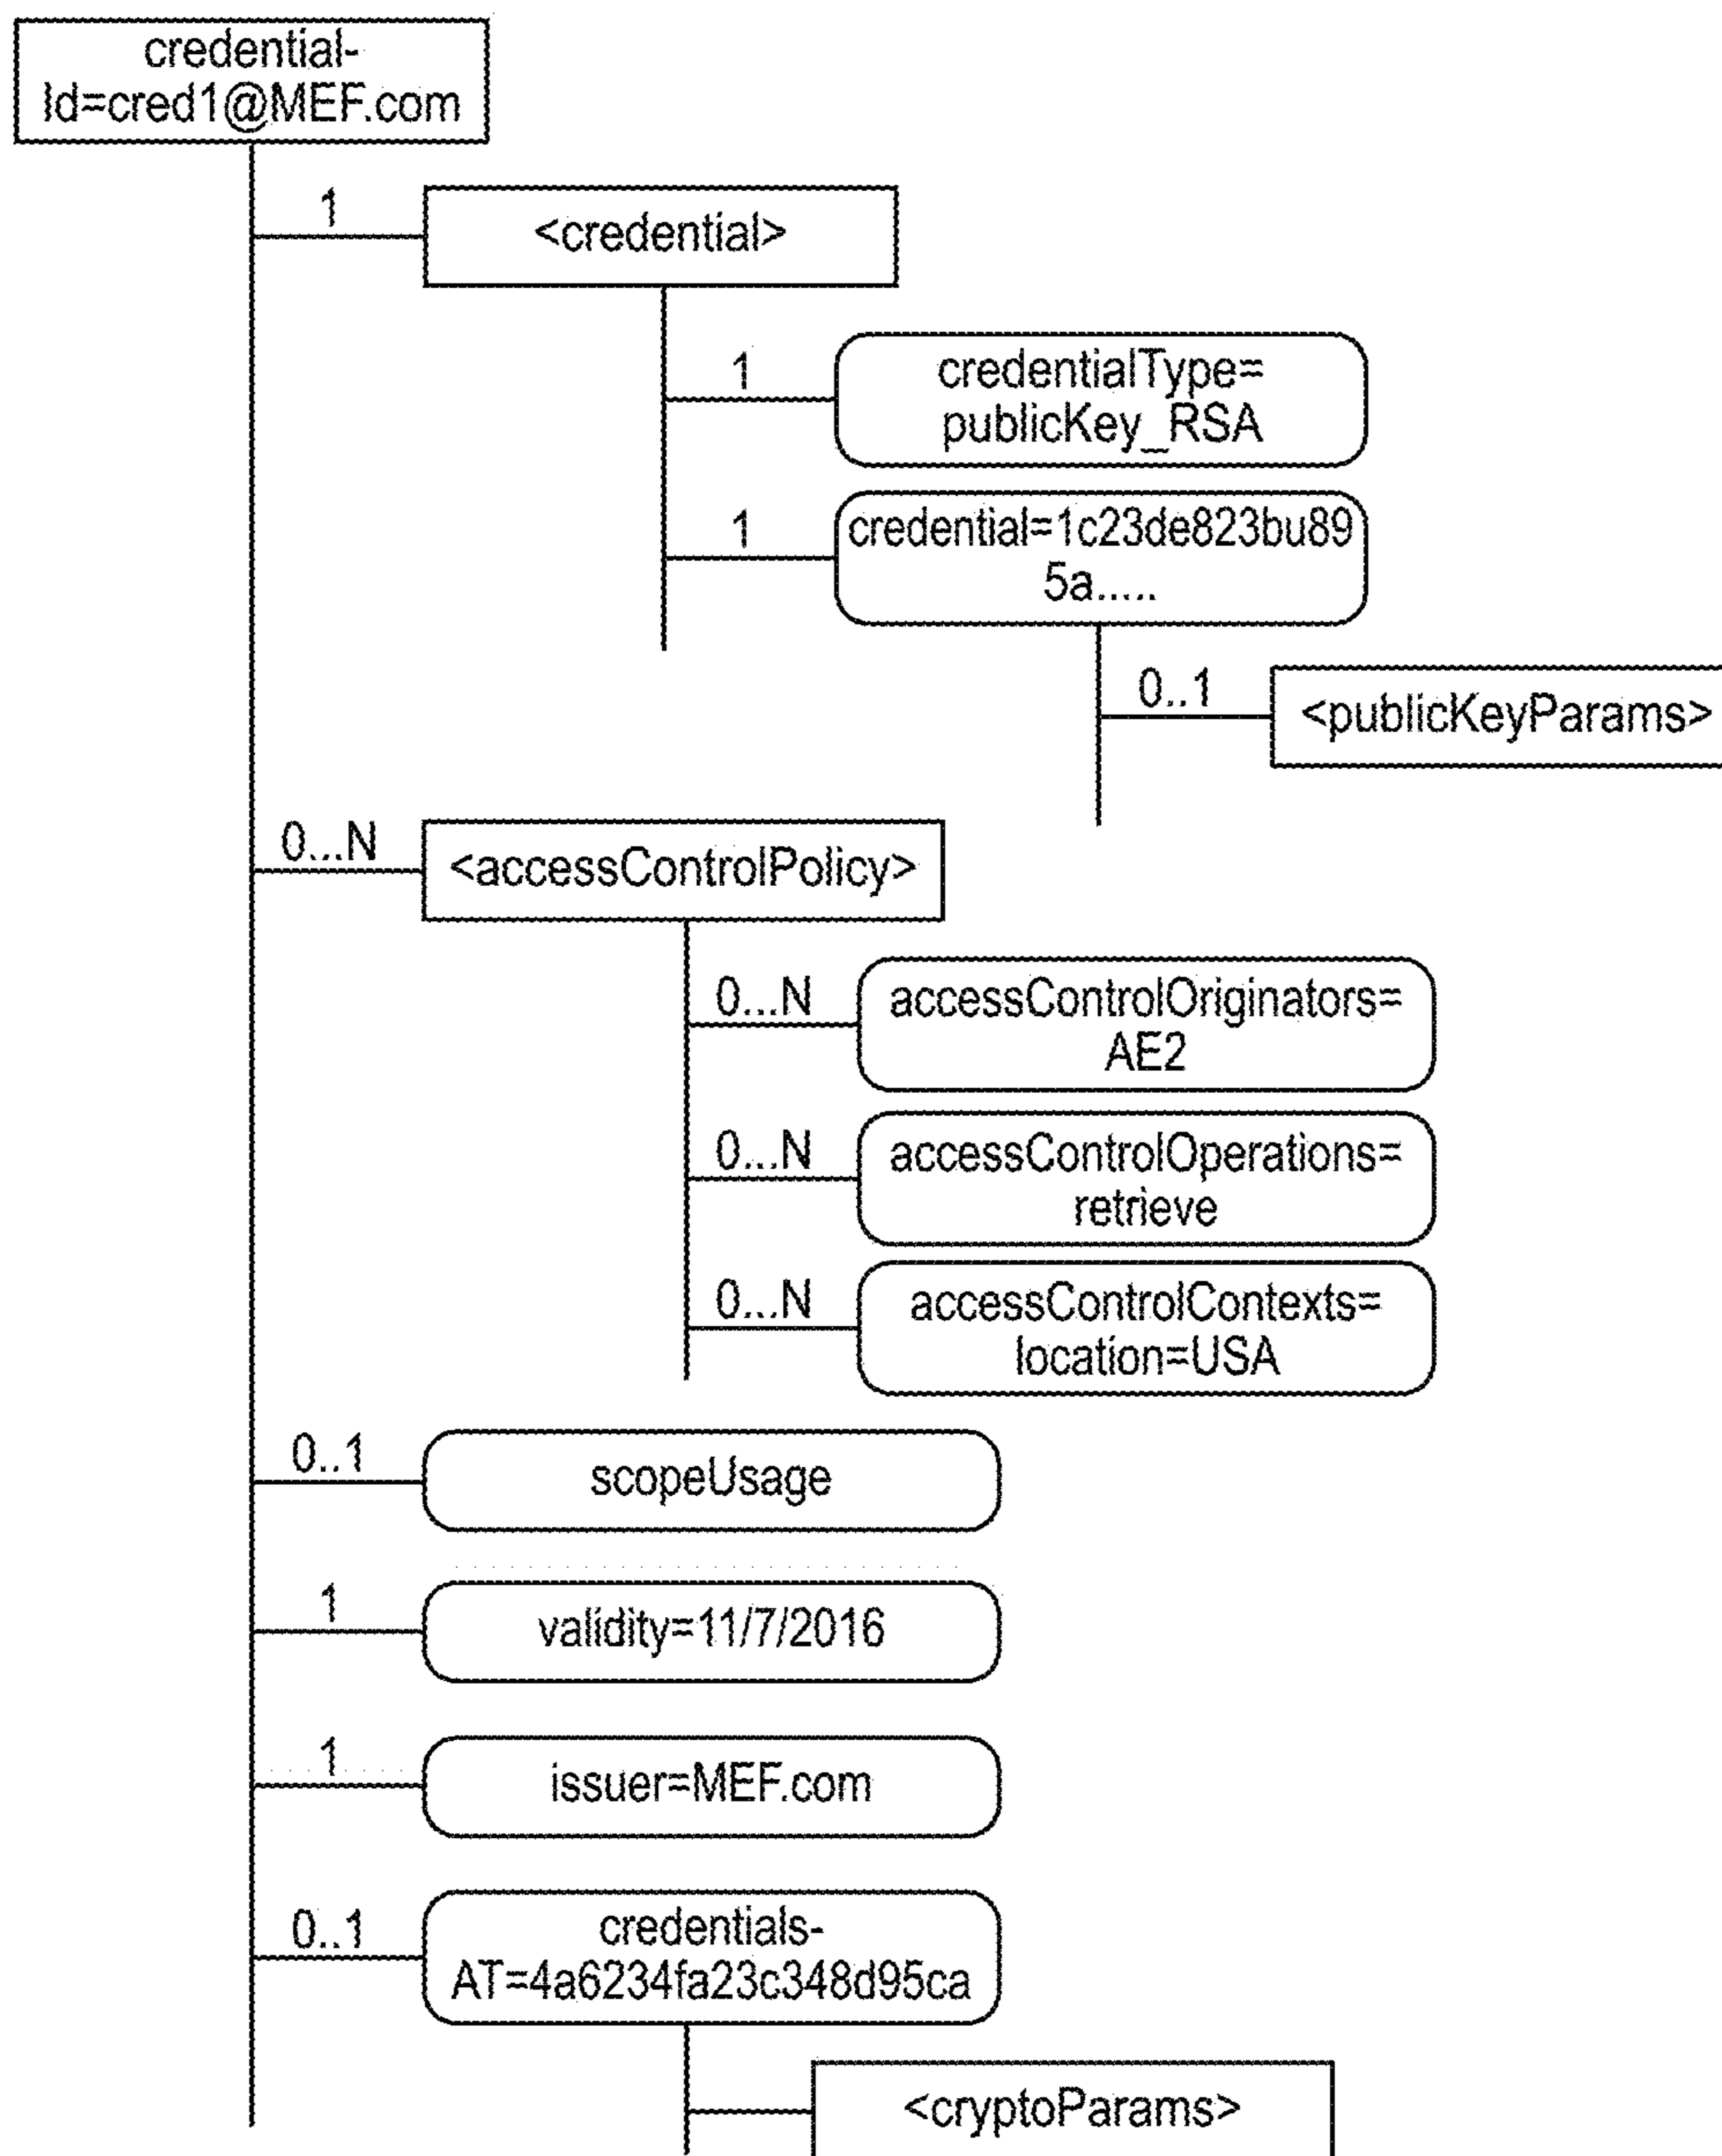 credential-
Id=cred1@MEF.com
1
<credential>
1
credentialType=
publicKey_RSA
1
credential=1c23de823bu89
5a.....
0..1
<publicKeyParams>
0...N
<accessControlPolicy>
0...N
accessControlOriginators=
AE2
0...N
accessControlOperations=
retrieve
0...N
accessControlContexts=
location=USA
0..1
scopeUsage
1
validity=11/7/2016
1
issuer=MEF.com
0..1
credentials-
AT=4a6234fa23c348d95ca
<cryptoParams>